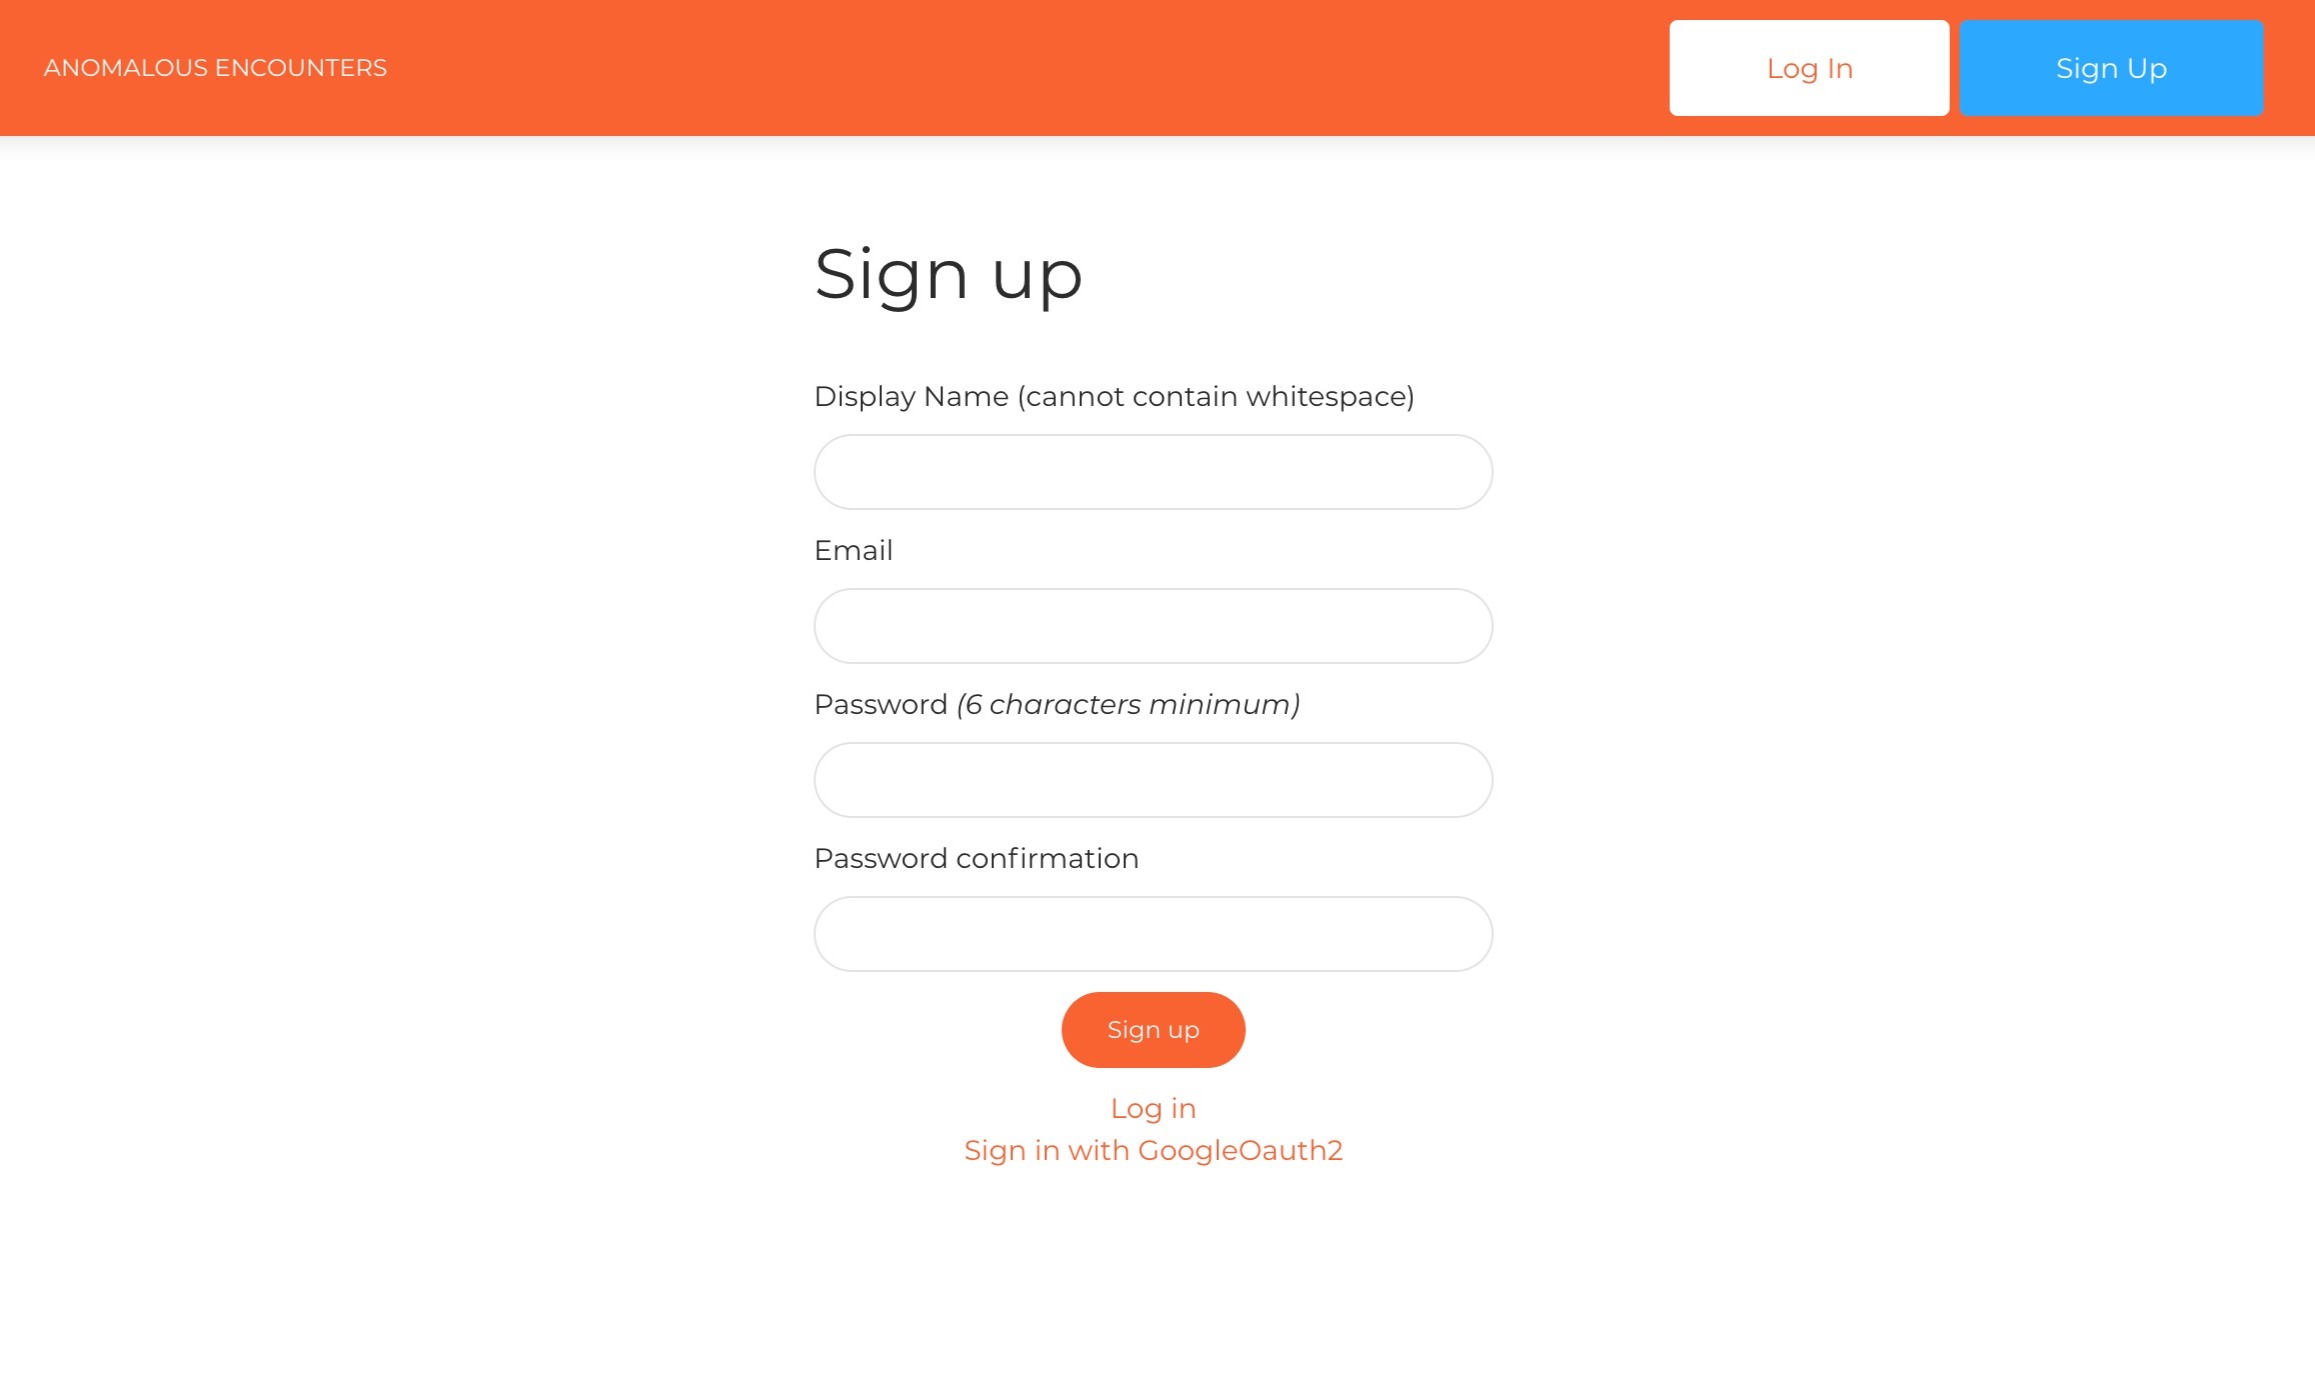 ANOMALOUS ENCOUNTERS
Log In
Sign Up
Sign up
Display Name (cannot contain whitespace)
Email
Password (6 characters minimum)
Password confirmation
Sign up
Log in
Sign in with GoogleOauth2